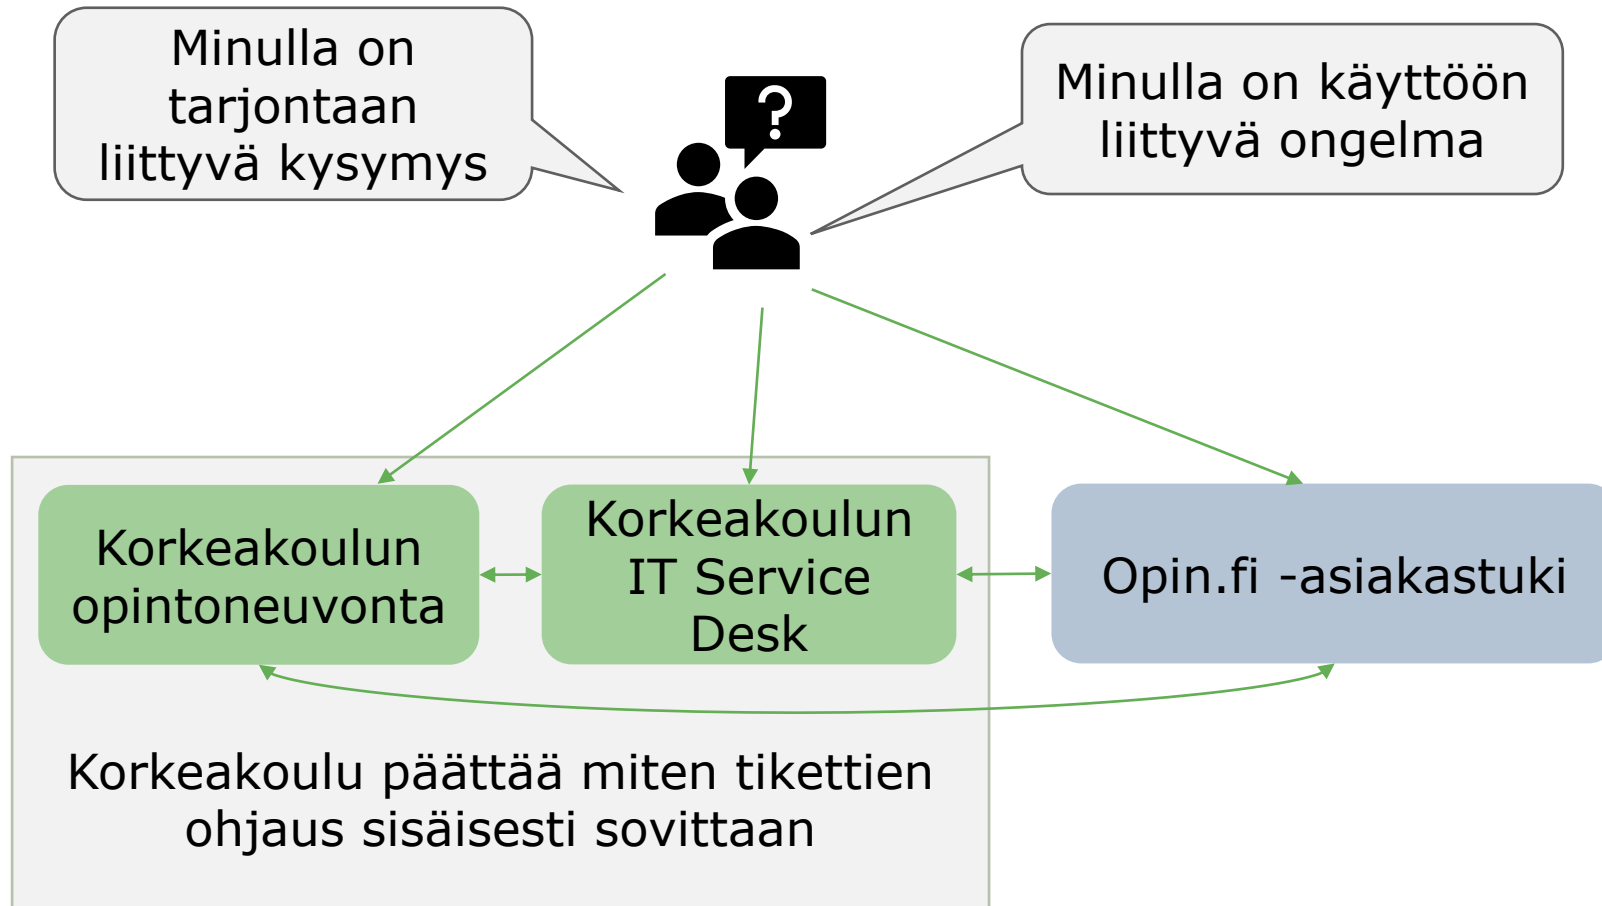 Minulla on
tarjontaan
liittyvä kysymys
?
Minulla on käyttöön
liittyvä ongelma
Korkeakoulun
opintoneuvonta
Korkeakoulun
IT Service
Desk
Opin.fi -asiakastuki
Korkeakoulu päättää miten tikettien
ohjaus sisäisesti sovittaan